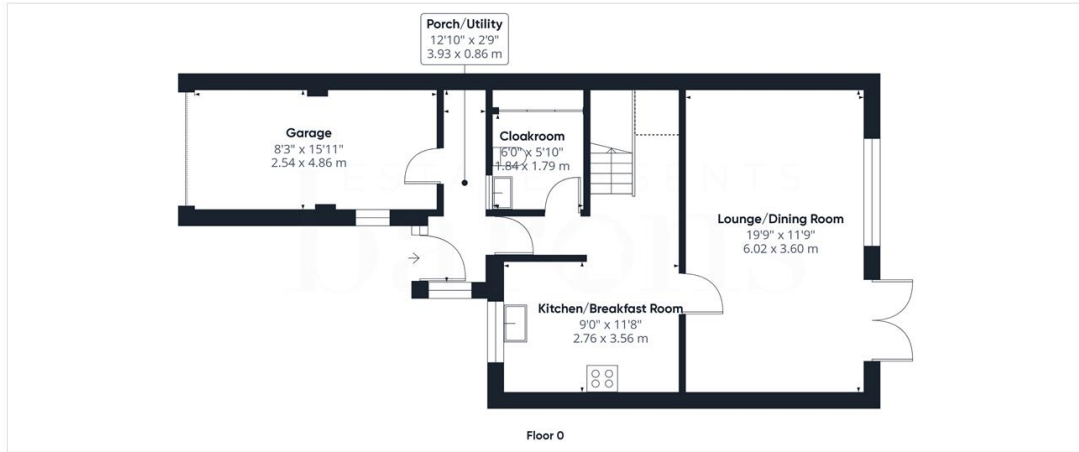 Porch/Utility
12'10" x 2'9"
3.93 x 0.86 m
Garage
8'3" x 15'11"
2.54 x 4.86 m
Cloakroom
6'0" x 5'10"
1.84 x 1.79 m
Lounge/Dining Room
19'9" x 11'9"
6.02 x 3.60 m
Kitchen/Breakfast Room
9'0" x 11'8"
2.76 x 3.56 m
Floor 0